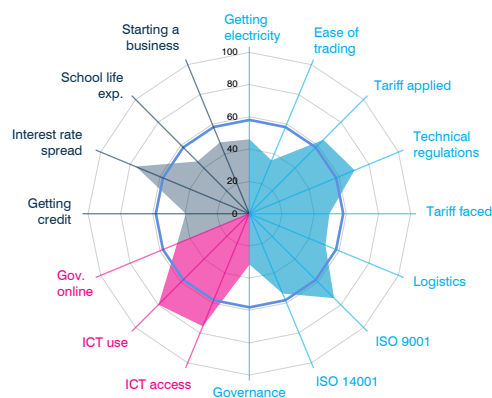 Getting
electricity
Ease of
trading
Tariff applied
Technical
regulations
Tariff faced
Logistics
ISO 9001
ISO 14001
Governance
ICT access
ICT use
Gov.
online
Getting
credit
Interest rate
spread
School life
exp.
Starting a
business
100
80
60
40
20
0